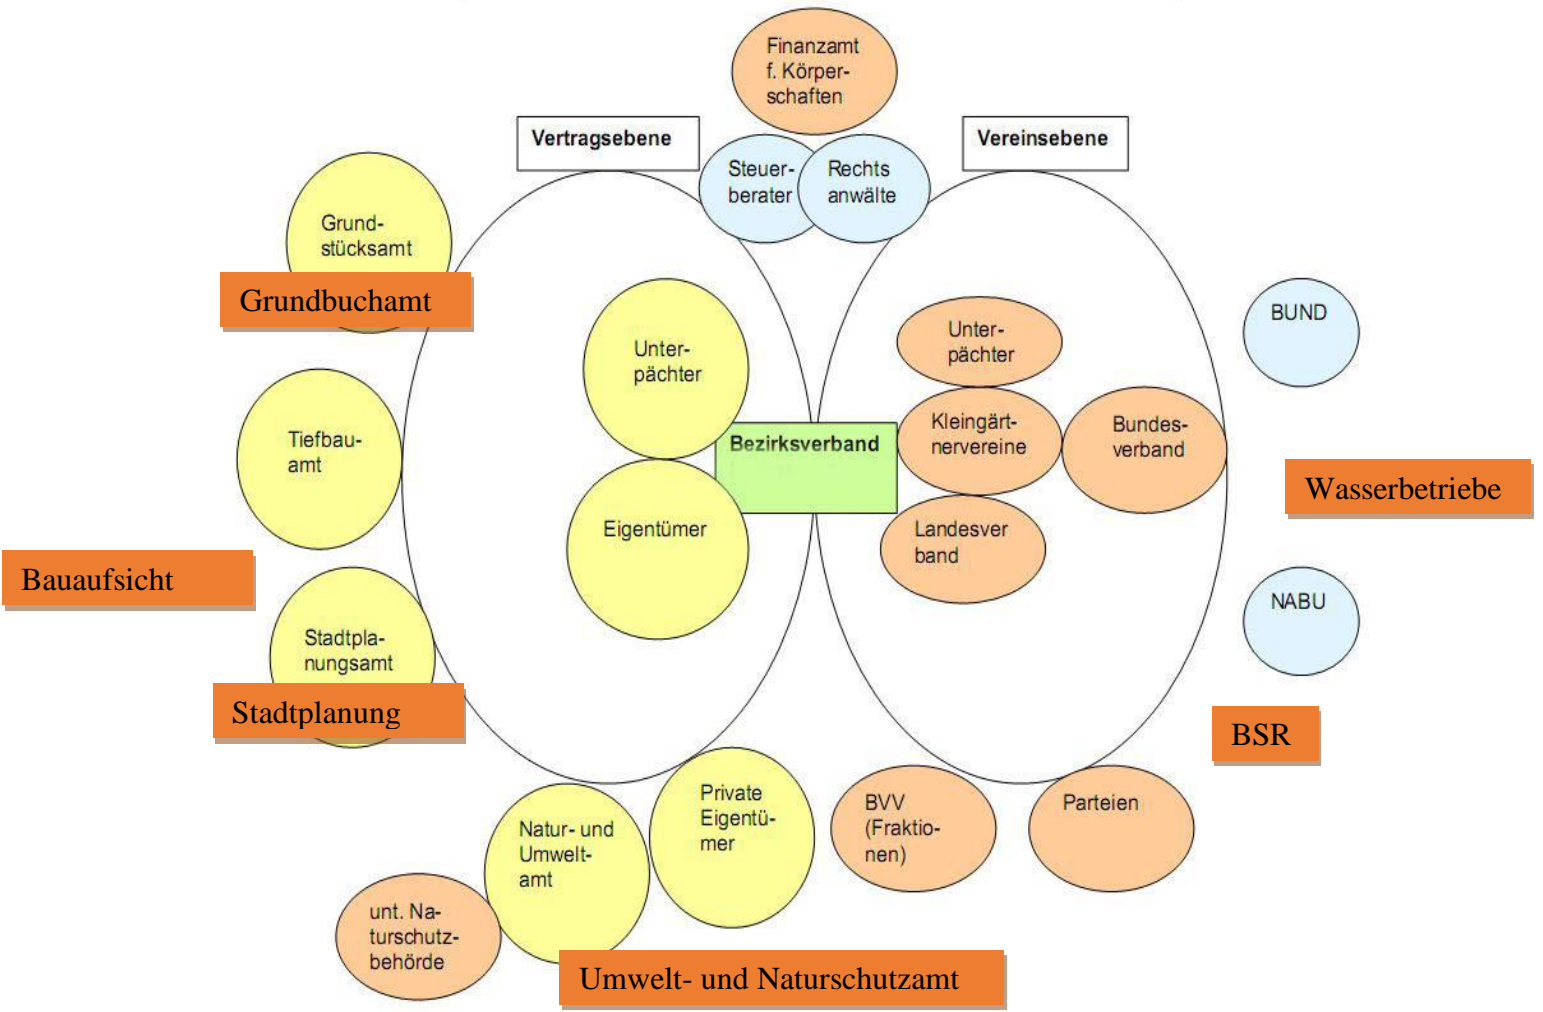 Finanzamt
f. Körper-
schaften
Vertragsebene
Vereinsebene
Steuer-
berater
Rechts
anwälte
Grund-
stücksamt
Grundbuchamt
Unter-
pächter
Unter-
pächter
BUND
Tiefbau-
amt
Bezirksverband
Kleingärt-
nervereine
Bundes-
verband
Wasserbetriebe
Eigentümer
Landesver
band
Bauaufsicht
NABU
Stadtpla-
nungsamt
Stadtplanung
BSR
Private
Eigentü-
mer
BVV
(Fraktio-
nen)
Parteien
Natur- und
Umwelt-
amt
unt. Na-
turschutz-
behörde
Umwelt- und Naturschutzamt